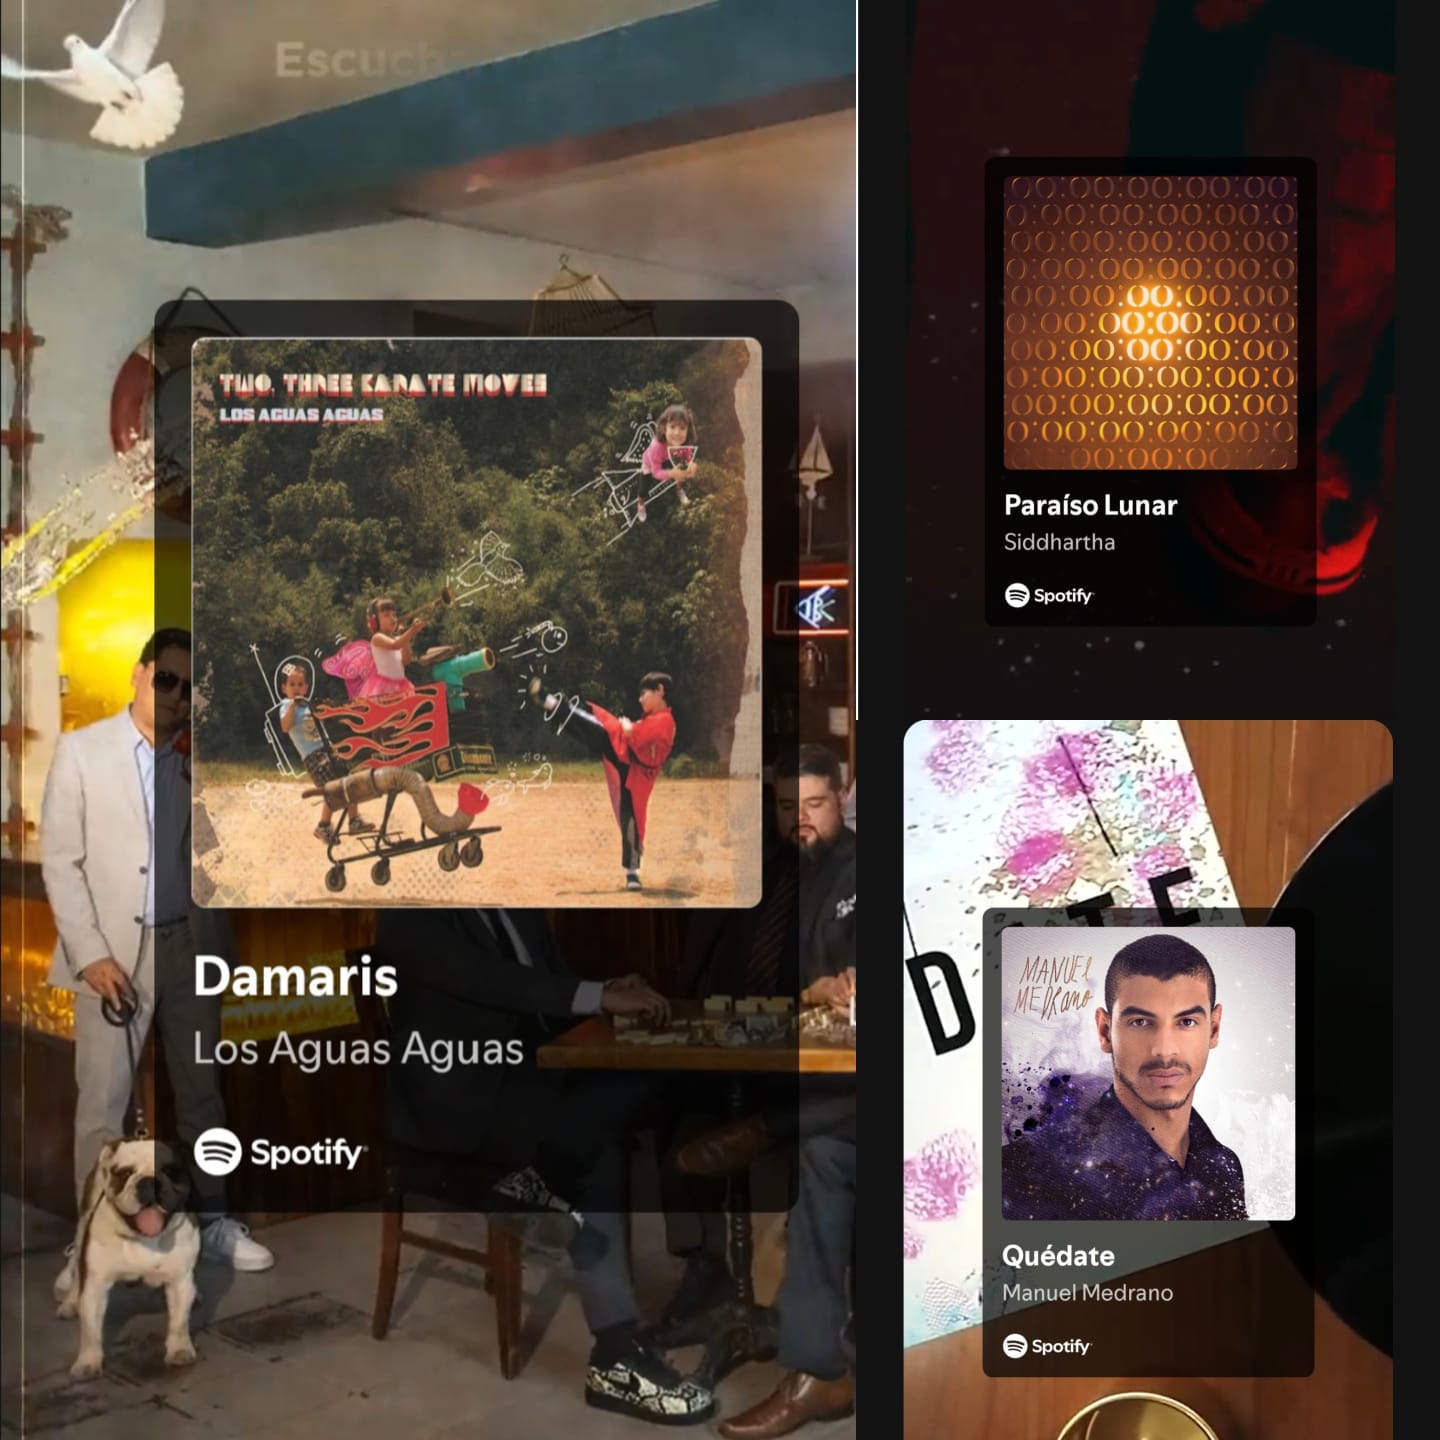 Escuch
TWO, THREE KARATE MOVES
LOS AGUAS AGUAS
Damaris
Los Aguas Aguas
Spotify
Paraíso Lunar
Siddhartha
Spotify
DATE
MANUEL
MEDRANO
Quédate
Manuel Medrano
Spotify